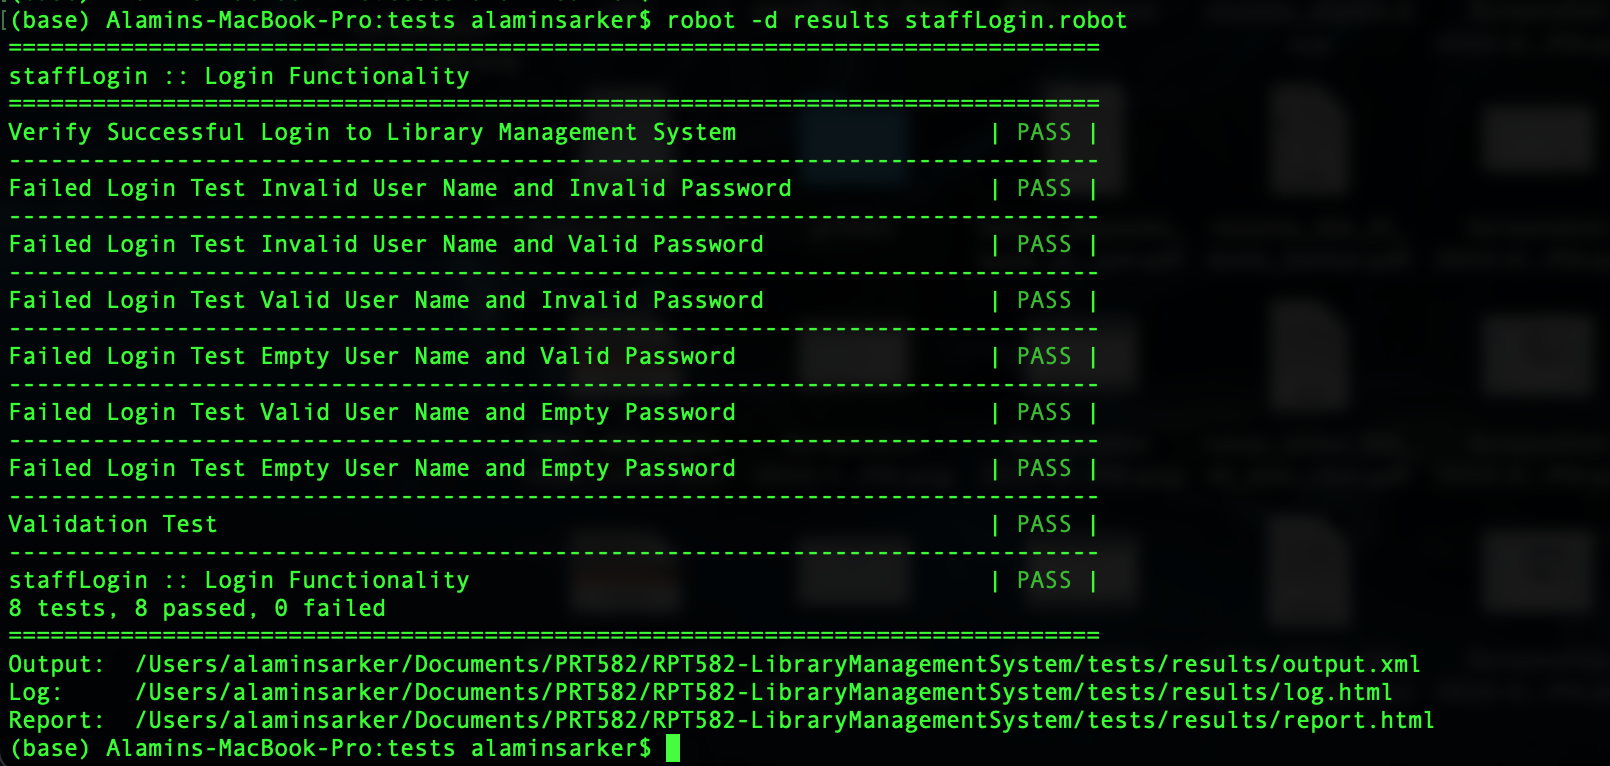 (base) Alamins-MacBook-Pro:tests alaminsarker$ robot -d results staffLogin.robot
==============================================================================
staffLogin :: Login Functionality
==============================================================================
Verify Successful Login to Library Management System                  | PASS |
------------------------------------------------------------------------------
Failed Login Test Invalid User Name and Invalid Password              | PASS |
------------------------------------------------------------------------------
Failed Login Test Invalid User Name and Valid Password                | PASS |
------------------------------------------------------------------------------
Failed Login Test Valid User Name and Invalid Password                | PASS |
------------------------------------------------------------------------------
Failed Login Test Empty User Name and Valid Password                  | PASS |
------------------------------------------------------------------------------
Failed Login Test Valid User Name and Empty Password                  | PASS |
------------------------------------------------------------------------------
Failed Login Test Empty User Name and Empty Password                  | PASS |
------------------------------------------------------------------------------
Validation Test                                                       | PASS |
------------------------------------------------------------------------------
staffLogin :: Login Functionality                                     | PASS |
8 tests, 8 passed, 0 failed
==============================================================================
Output:  /Users/alaminsarker/Documents/PRT582/RPT582-LibraryManagementSystem/tests/results/output.xml
Log:     /Users/alaminsarker/Documents/PRT582/RPT582-LibraryManagementSystem/tests/results/log.html
Report:  /Users/alaminsarker/Documents/PRT582/RPT582-LibraryManagementSystem/tests/results/report.html
(base) Alamins-MacBook-Pro:tests alaminsarker$